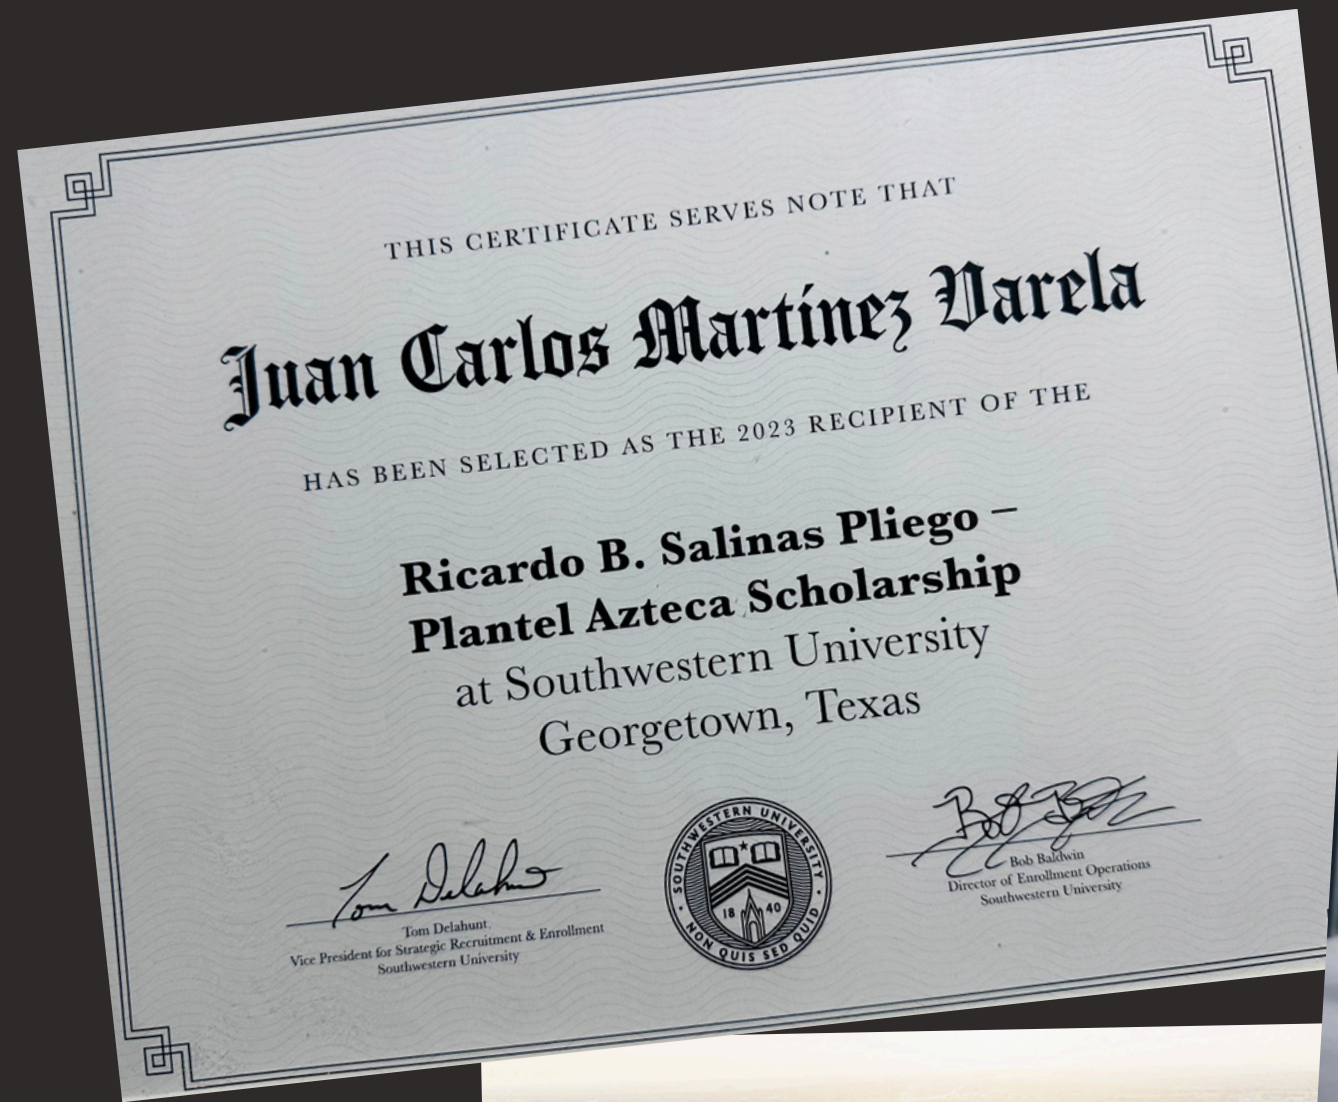 THIS CERTIFICATE SERVES NOTE THAT
Juan Carlos Martínez Varela
HAS BEEN SELECTED AS THE 2023 RECIPIENT OF THE
Ricardo B. Salinas Pliego –
Plantel Azteca Scholarship
at Southwestern University
Georgetown, Texas
Tom Delahunt
Tom Delahunt
Vice President for Strategic Recruitment & Enrollment
Southwestern University
SOUTHWESTERN UNIVERSITY
18 40
NON QUIS SED QUID
Bob Baldwin
Director of Enrollment Operations
Southwestern University